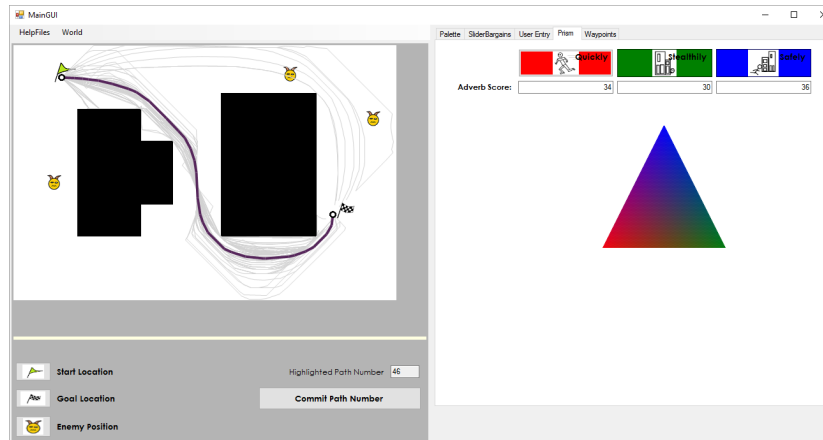 MainGUI
HelpFiles World
Palette SliderBargains User Entry Prism Waypoints
Quickly Stealthily Safely
Adverb Score: 34 30 36
Start Location
Highlighted Path Number 46
Goal Location
Commit Path Number
Enemy Position